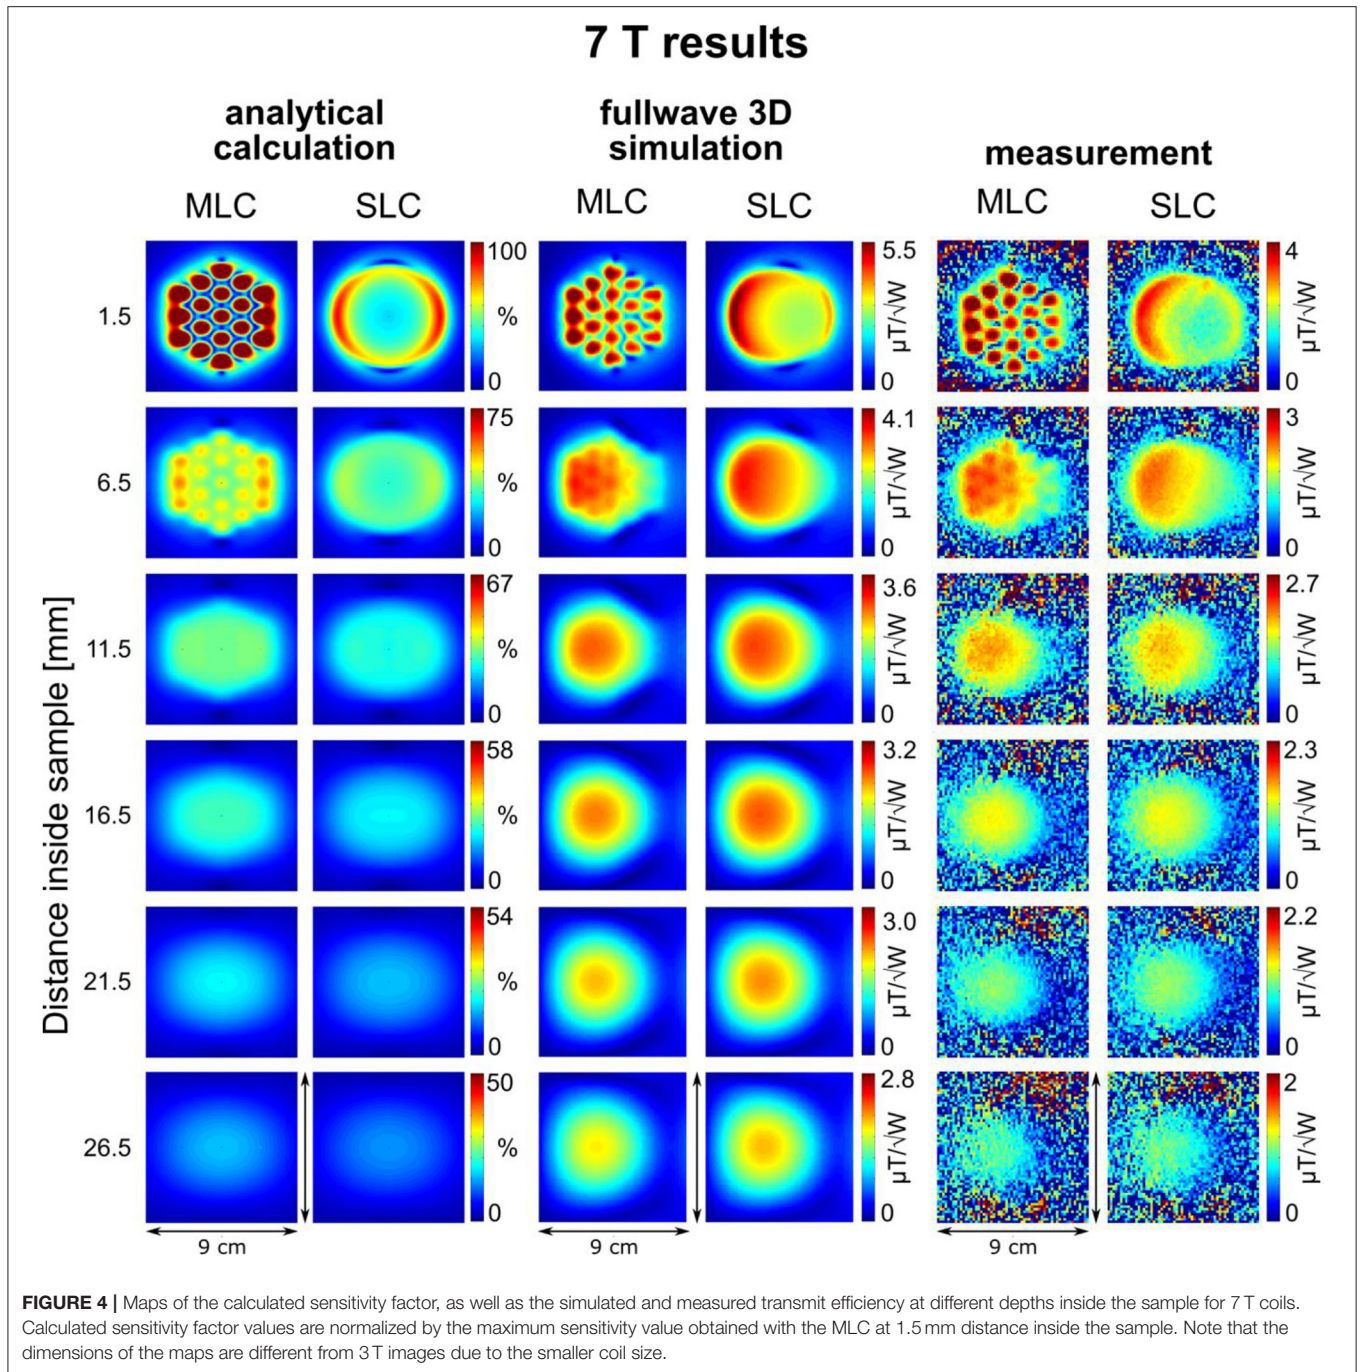 7 T results
analytical calculation
fullwave 3D simulation
measurement
MLC SLC MLC SLC MLC SLC
Distance inside sample [mm]
1.5
100 % 0
5.5 µT/√W 0
4 µT/√W 0
6.5
75 % 0
4.1 µT/√W 0
3 µT/√W 0
11.5
67 % 0
3.6 µT/√W 0
2.7 µT/√W 0
16.5
58 % 0
3.2 µT/√W 0
2.3 µT/√W 0
21.5
54 % 0
3.0 µT/√W 0
2.2 µT/√W 0
26.5
50 % 0
2.8 µT/√W 0
2 µT/√W 0
9 cm 9 cm 9 cm
FIGURE 4 | Maps of the calculated sensitivity factor, as well as the simulated and measured transmit efficiency at different depths inside the sample for 7 T coils.
Calculated sensitivity factor values are normalized by the maximum sensitivity value obtained with the MLC at 1.5 mm distance inside the sample. Note that the
dimensions of the maps are different from 3 T images due to the smaller coil size.